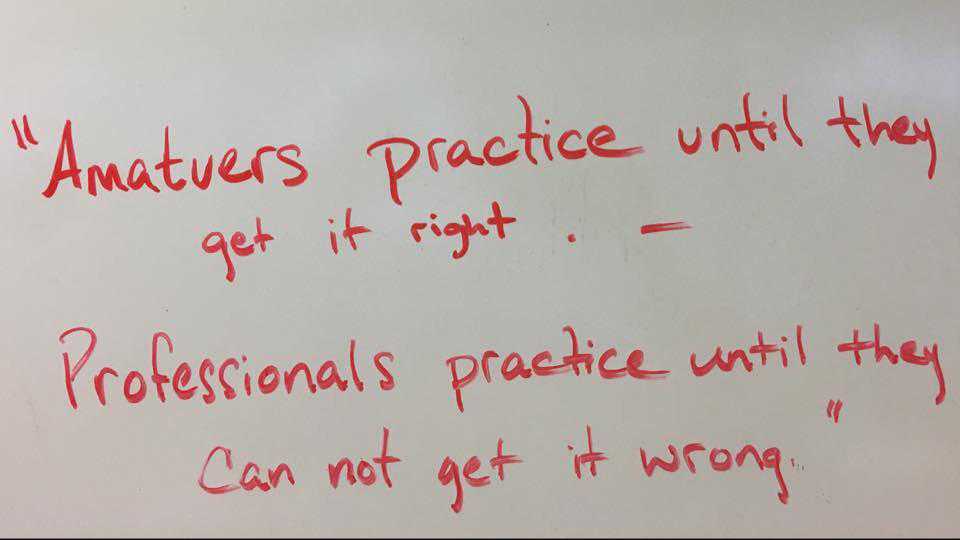 "Amatuers practice until they
get it right. —
Professionals practice until they
Can not get it wrong."